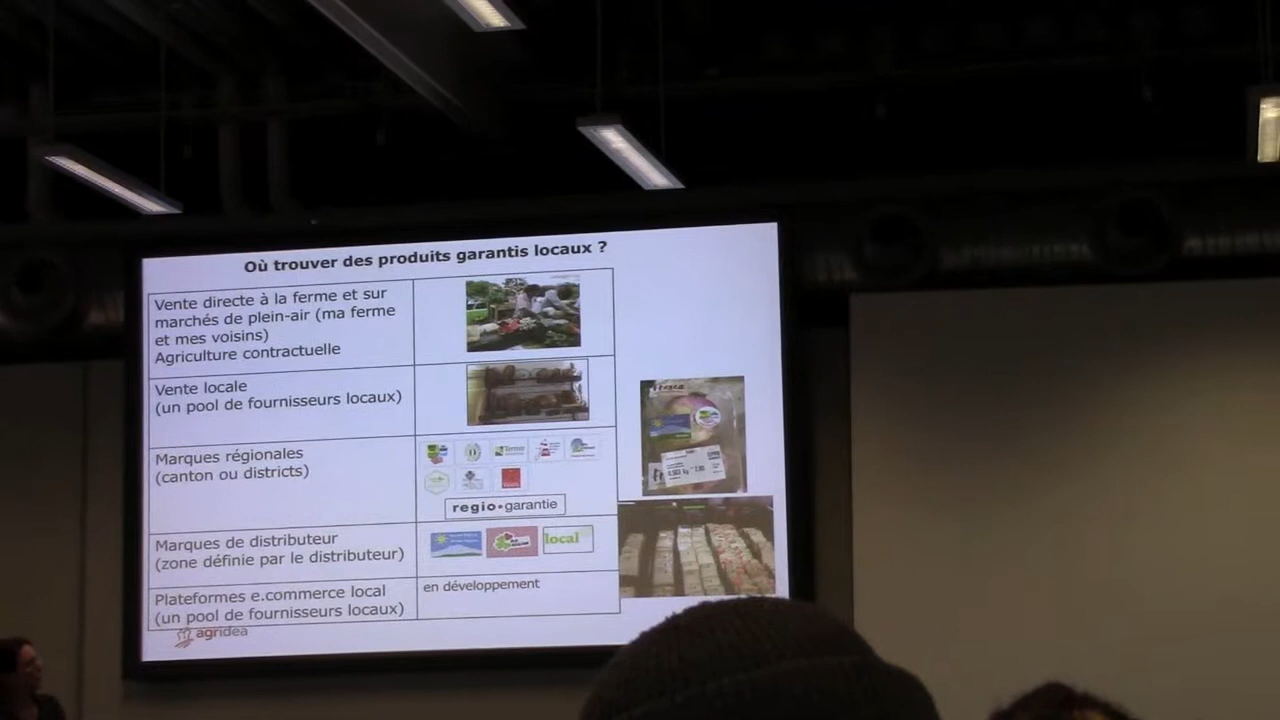 Où trouver des produits garantis locaux ?
Vente directe à la ferme et sur
marchés de plein-air (ma ferme
et mes voisins)
Agriculture contractuelle
Vente locale
(un pool de fournisseurs locaux)
Marques régionales
(canton ou districts)
regio•garantie
Marques de distributeur
(zone définie par le distributeur)
local
Plateformes e.commerce local
(un pool de fournisseurs locaux)
en développement
agridea